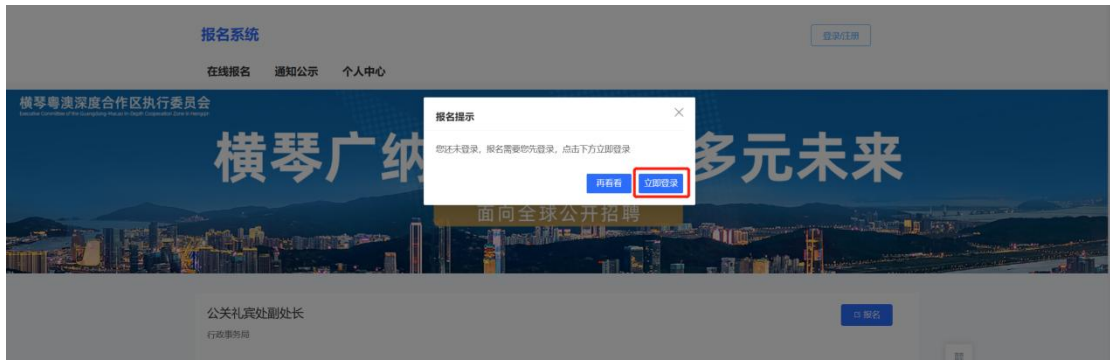 报名系统
登录/注册
在线报名 通知公示 个人中心
横琴粤澳深度合作区执行委员会
Executive Committee of the Guangdong-Macao In-Depth Cooperation Zone in Hengqin
报名提示
您还未登录，报名需要您先登录，点击下方立即登录
再看看 立即登录
横琴广纳 多元未来
面向全球公开招聘
公关礼宾处副处长
报名
行政事务局